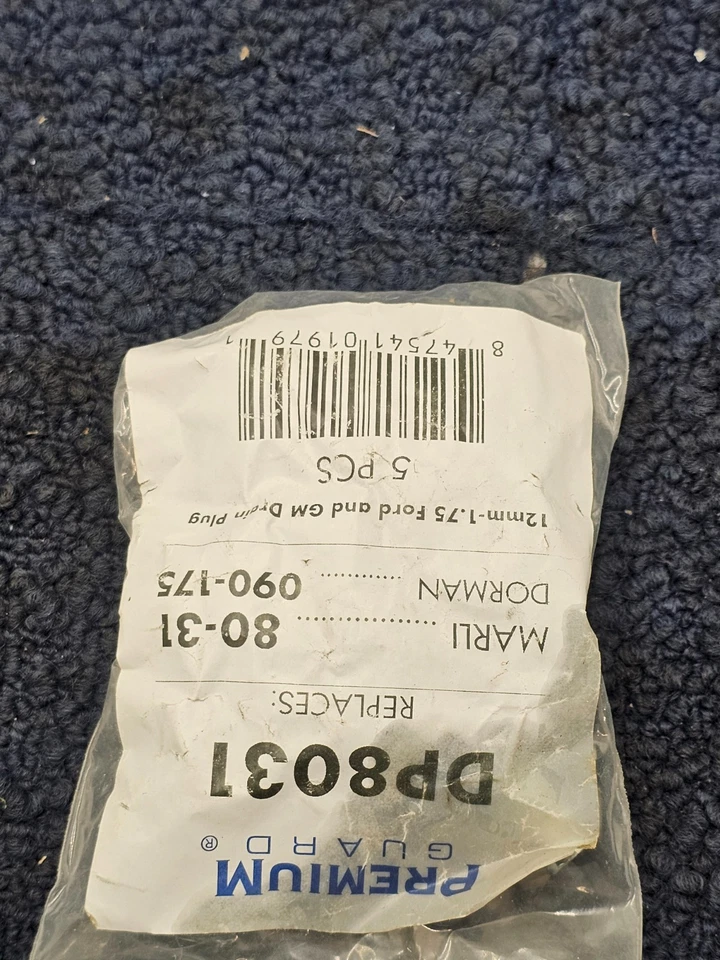 PREMIUM
GUARD®
DP8031
REPLACES:
MARLI .................. 80-31
DORMAN ............ 090-175
12mm-1.75 Ford and GM Drain Plug
5 PCS
8 47541 01979 1